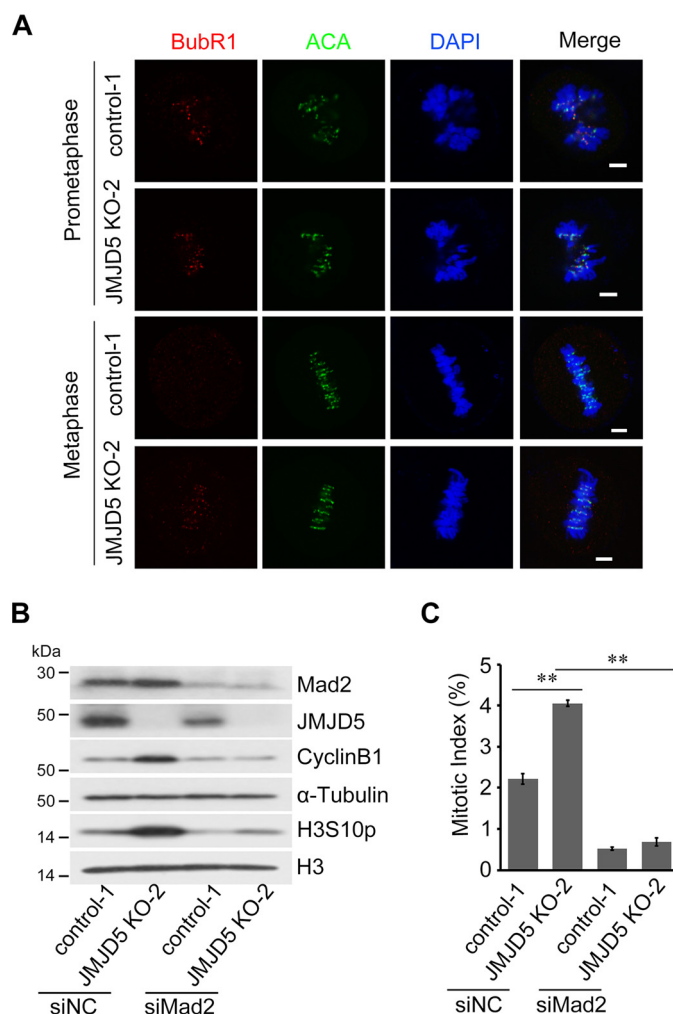 A
BubR1 ACA DAPI Merge
Prometaphase
control-1
JMJD5 KO-2
Metaphase
control-1
JMJD5 KO-2
B
kDa
30
Mad2
50
JMJD5
50
CyclinB1
50
α-Tubulin
14
H3S10p
14
H3
control-1
JMJD5 KO-2
control-1
JMJD5 KO-2
siNC siMad2
C
Mitotic Index (%)
5
4
3
2
1
0
**
**
control-1
JMJD5 KO-2
control-1
JMJD5 KO-2
siNC siMad2